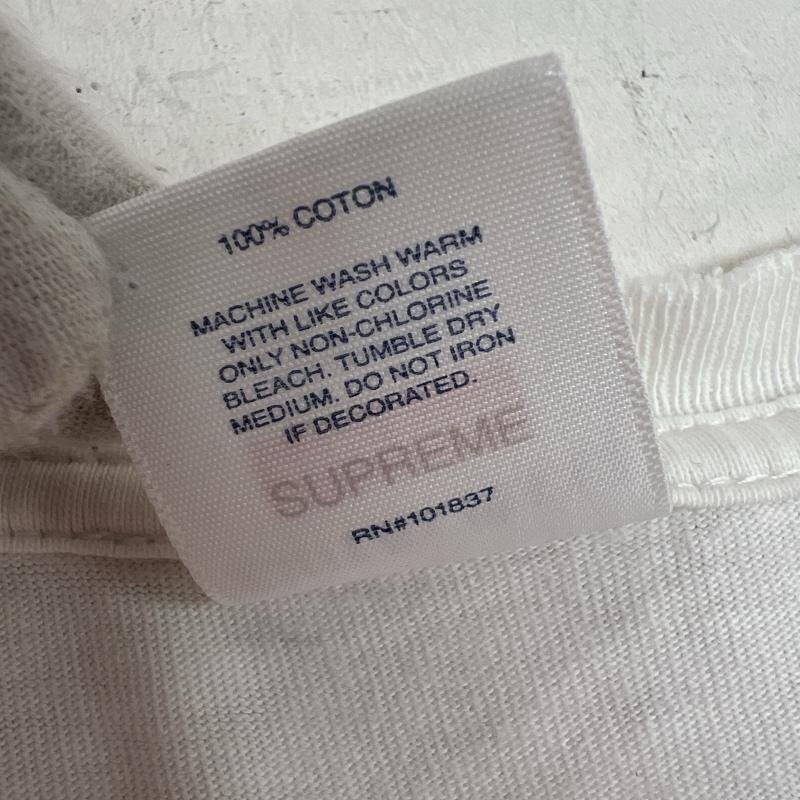 100% COTON
MACHINE WASH WARM
WITH LIKE COLORS
ONLY NON-CHLORINE
BLEACH. TUMBLE DRY
MEDIUM. DO NOT IRON
IF DECORATED.
SUPREME
RN#101837